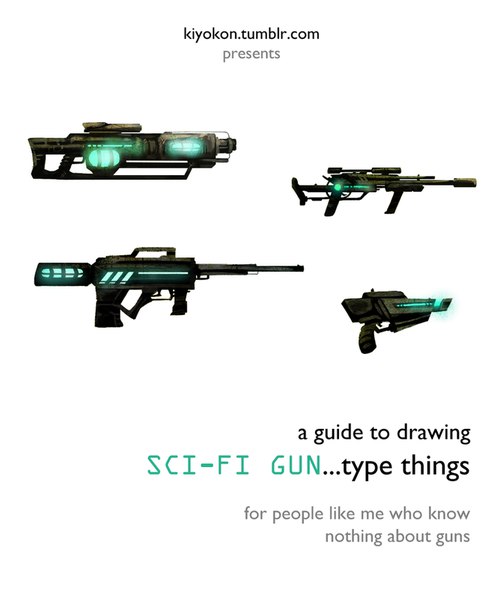 kiyokon.tumblr.com
presents
a guide to drawing
SCI-FI GUN...type things
for people like me who know
nothing about guns